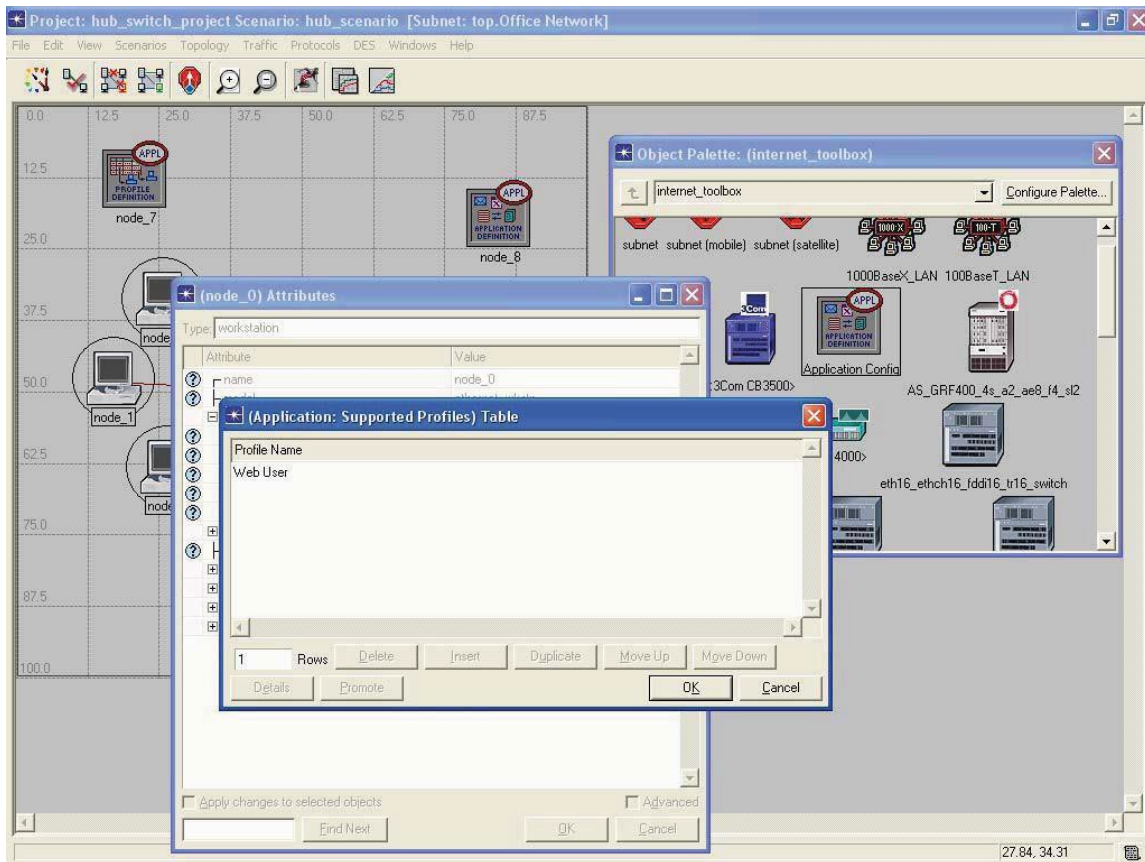 Project: hub_switch_project Scenario: hub_scenario [Subnet: top.Office Network]
File Edit View Scenarios Topology Traffic Protocols DES Windows Help
0.0 12.5 25.0 37.5 50.0 62.5 75.0 87.5
12.5
25.0
37.5
50.0
62.5
75.0
87.5
100.0
APPL
PROFILE
DEFINITION
node_7
APPL
APPLICATION
DEFINITION
node_8
node
node_1
node
Object Palette: (internet_toolbox)
internet_toolbox
Configure Palette...
subnet subnet (mobile) subnet (satellite)
1000-X
100-T
1000BaseX_LAN 100BaseT_LAN
3Com
APPL
APPLICATION
DEFINITION
:3Com CB3500>
Application Config
AS_GRF400_4s_a2_ae8_f4_sl2
4000>
eth16_ethch16_fddi16_tr16_switch
(node_0) Attributes
Type: workstation
Attribute Value
name node_0
(Application: Supported Profiles) Table
Profile Name
Web User
1 Rows Delete Insert Duplicate Move Up Move Down
Details Promote OK Cancel
Apply changes to selected objects Advanced
Find Next OK Cancel
27.84, 34.31